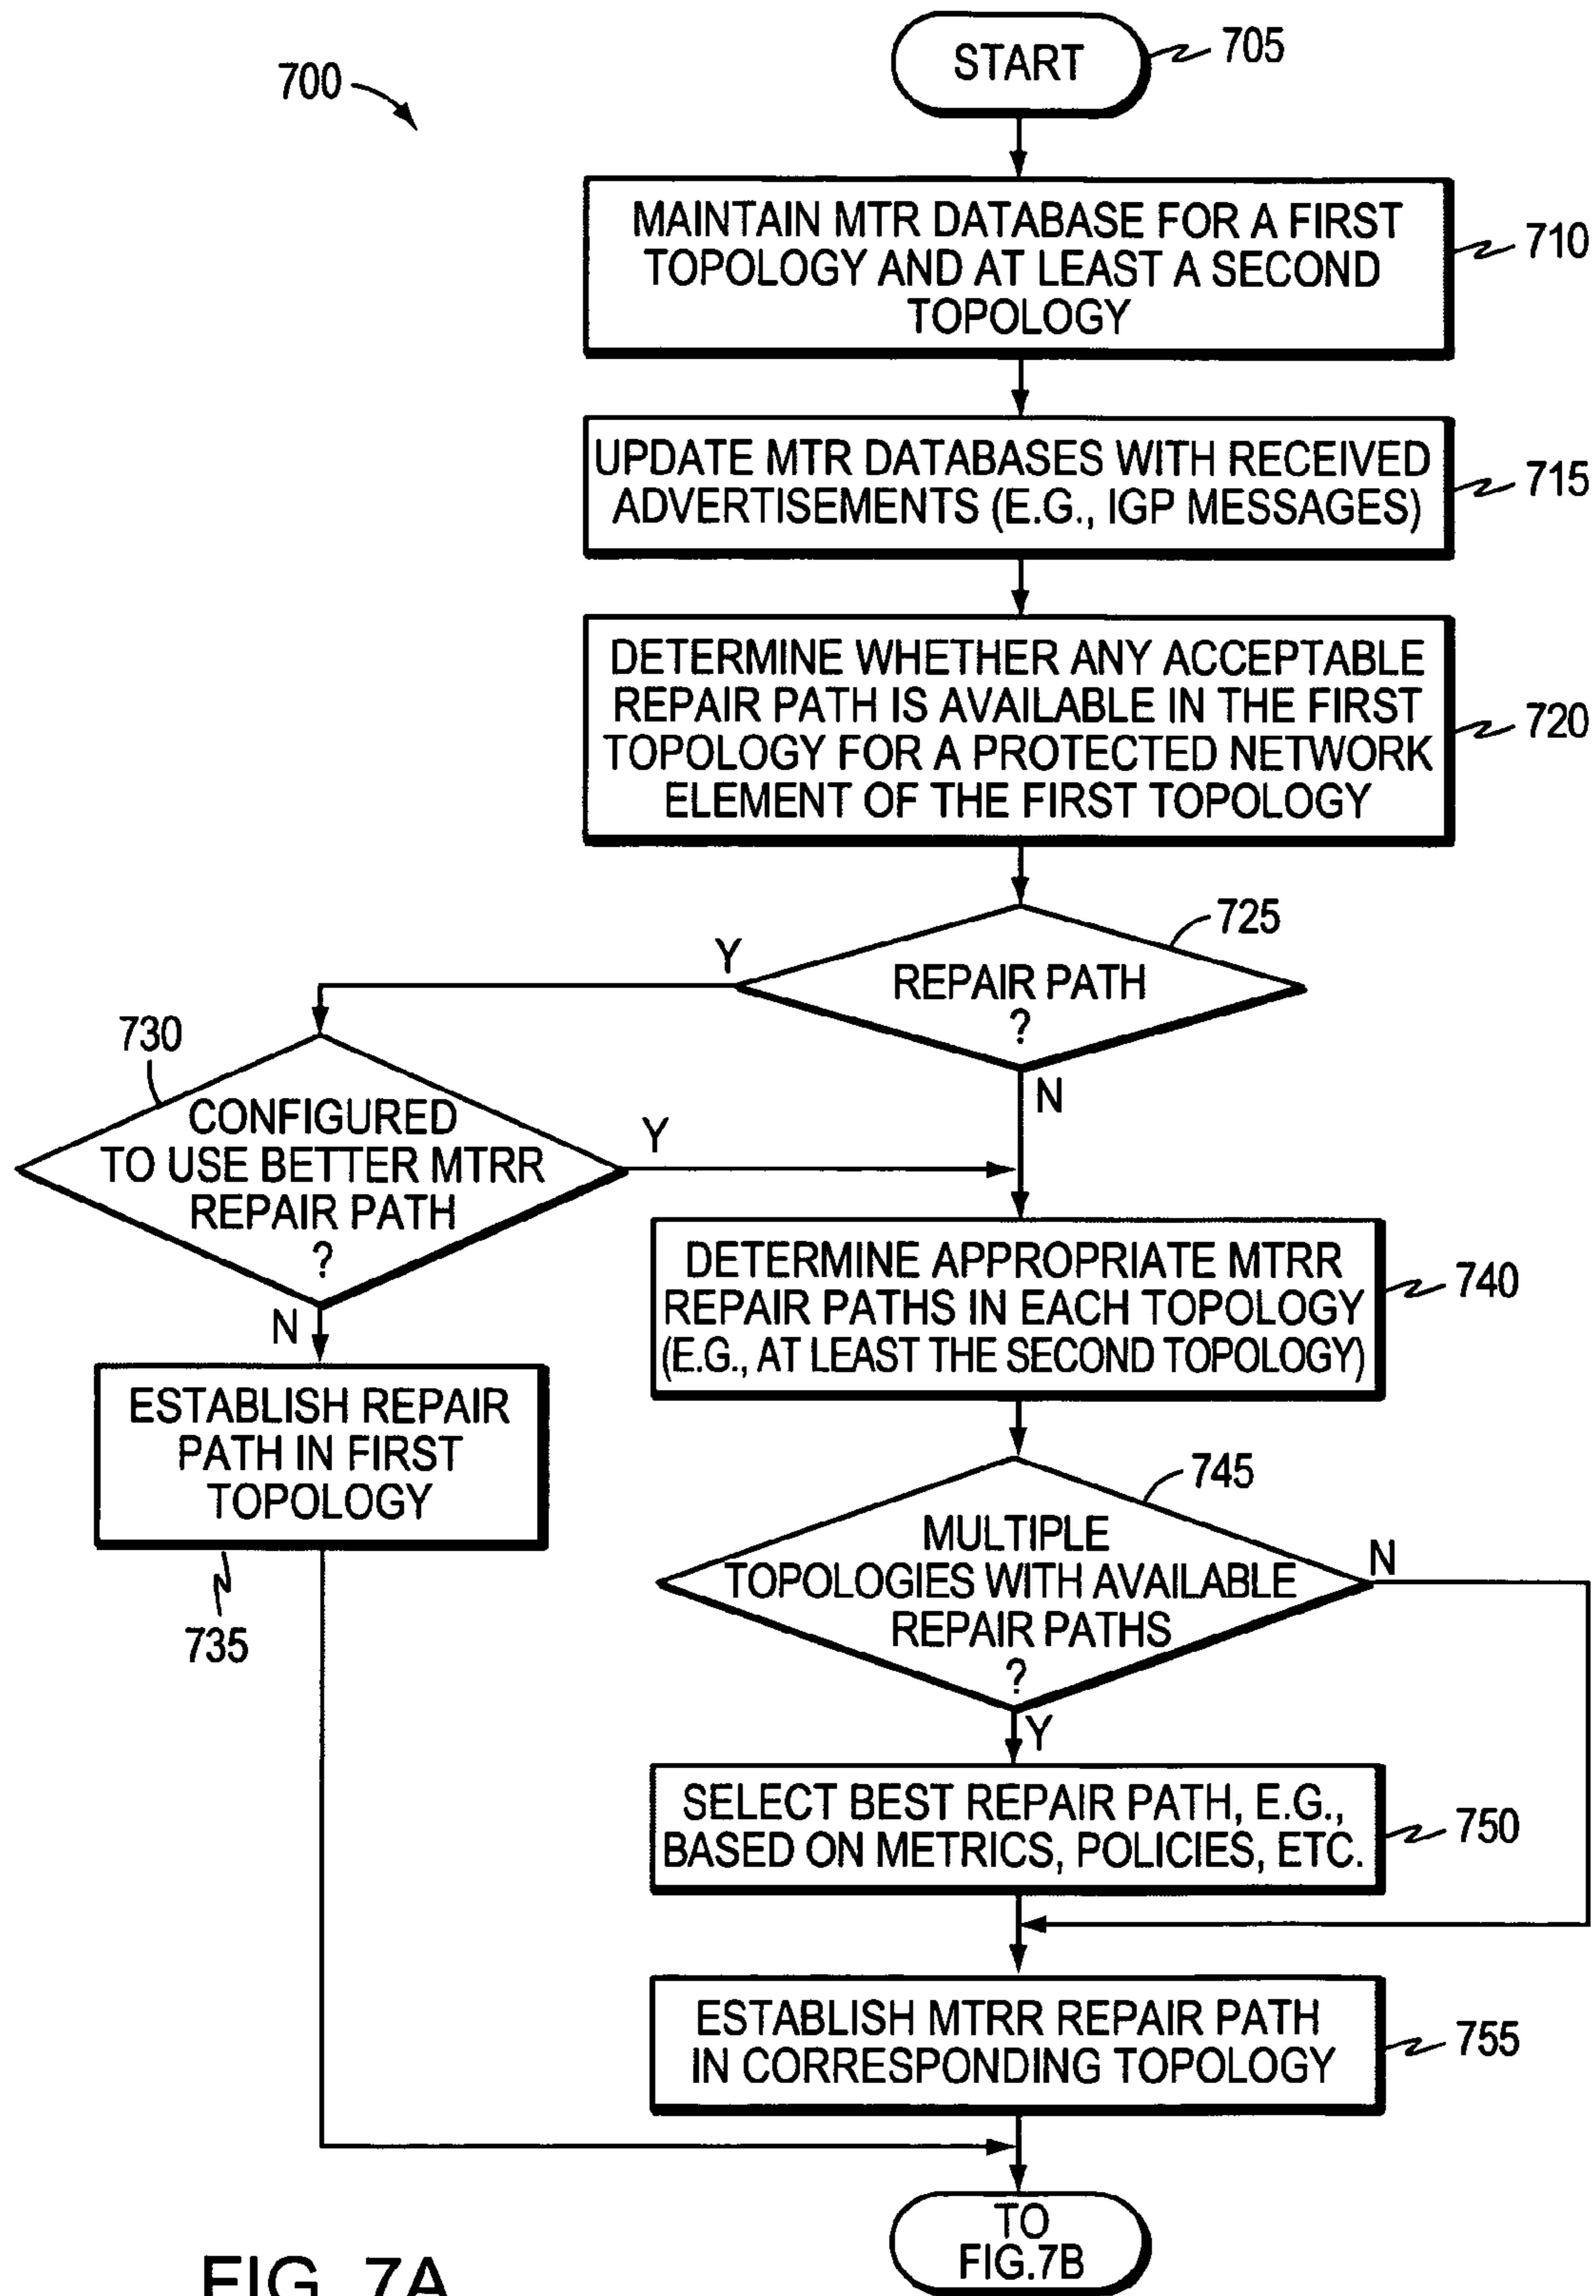 700
START
705
MAINTAIN MTR DATABASE FOR A FIRST
TOPOLOGY AND AT LEAST A SECOND
TOPOLOGY
710
UPDATE MTR DATABASES WITH RECEIVED
ADVERTISEMENTS (E.G., IGP MESSAGES)
715
DETERMINE WHETHER ANY ACCEPTABLE
REPAIR PATH IS AVAILABLE IN THE FIRST
TOPOLOGY FOR A PROTECTED NETWORK
ELEMENT OF THE FIRST TOPOLOGY
720
725
Y
REPAIR PATH
?
N
730
CONFIGURED
TO USE BETTER MTRR
REPAIR PATH
?
Y
N
DETERMINE APPROPRIATE MTRR
REPAIR PATHS IN EACH TOPOLOGY
(E.G., AT LEAST THE SECOND TOPOLOGY)
740
ESTABLISH REPAIR
PATH IN FIRST
TOPOLOGY
735
745
MULTIPLE
TOPOLOGIES WITH AVAILABLE
REPAIR PATHS
?
N
Y
SELECT BEST REPAIR PATH, E.G.,
BASED ON METRICS, POLICIES, ETC.
750
ESTABLISH MTRR REPAIR PATH
IN CORRESPONDING TOPOLOGY
755
TO
FIG.7B
FIG. 7A